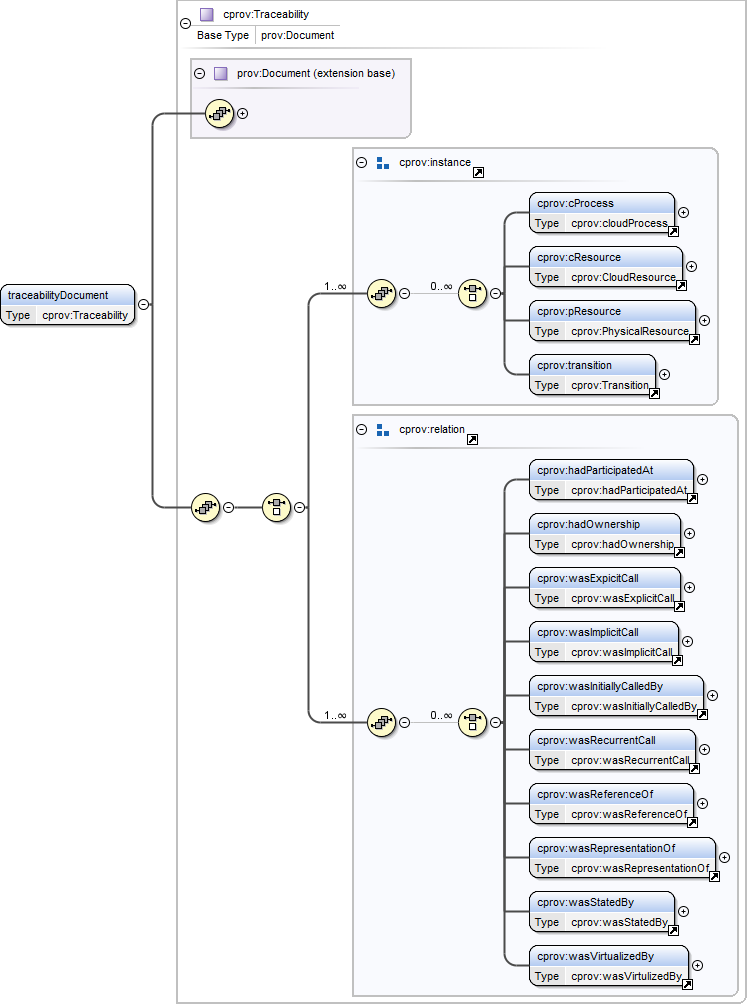 cprov:Traceability
Base Type prov:Document
prov:Document (extension base)
cprov:instance
cprov:cProcess
Type cprov:cloudProcess
cprov:cResource
Type cprov:CloudResource
1..∞
0..∞
traceabilityDocument
Type cprov:Traceability
cprov:pResource
Type cprov:PhysicalResource
cprov:transition
Type cprov:Transition
cprov:relation
cprov:hadParticipatedAt
Type cprov:hadParticipatedAt
cprov:hadOwnership
Type cprov:hadOwnership
cprov:wasExpicitCall
Type cprov:wasExplicitCall
cprov:wasImplicitCall
Type cprov:wasImplicitCall
cprov:wasInitiallyCalledBy
Type cprov:wasInitiallyCalledBy
1..∞
0..∞
cprov:wasRecurrentCall
Type cprov:wasRecurrentCall
cprov:wasReferenceOf
Type cprov:wasReferenceOf
cprov:wasRepresentationOf
Type cprov:wasRepresentationOf
cprov:wasStatedBy
Type cprov:wasStatedBy
cprov:wasVirtualizedBy
Type cprov:wasVirtulizedBy